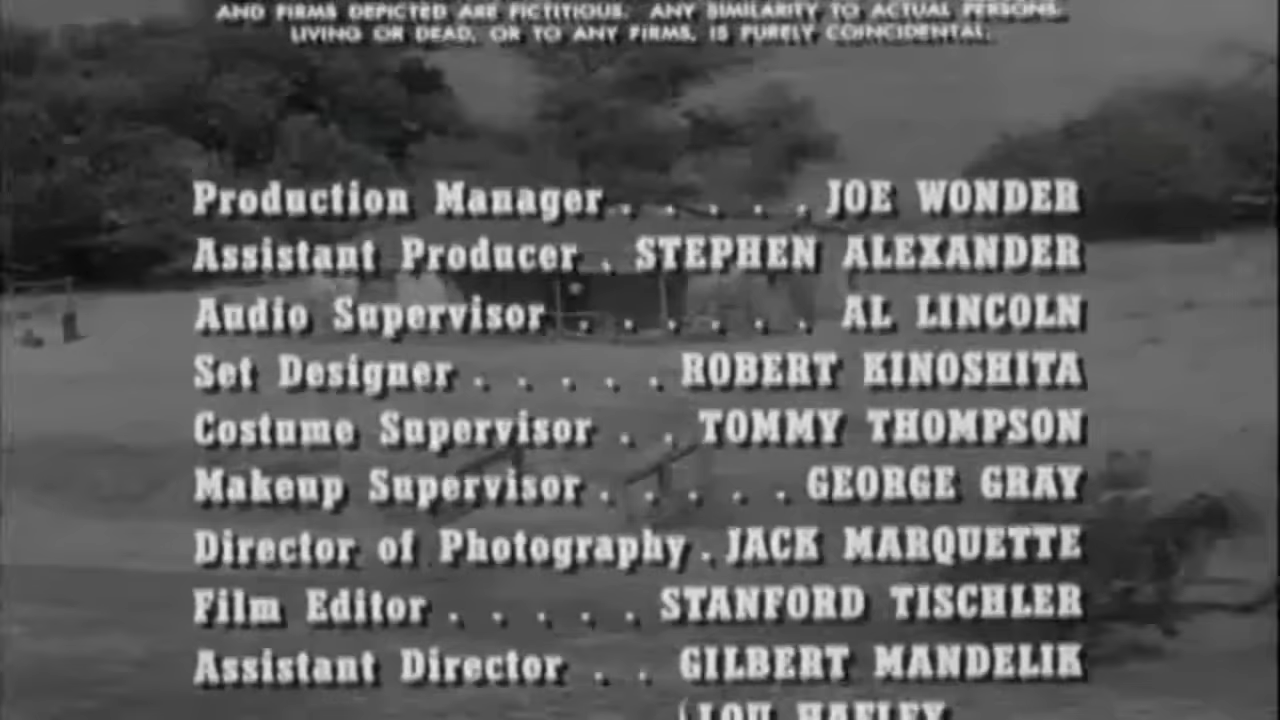 AND FIRMS DEPICTED ARE FICTITIOUS. ANY SIMILARITY TO ACTUAL PERSONS,
LIVING OR DEAD, OR TO ANY FIRMS, IS PURELY COINCIDENTAL.
Production Manager . . . . . JOE WONDER
Assistant Producer . STEPHEN ALEXANDER
Audio Supervisor . . . . . . AL LINCOLN
Set Designer . . . . . ROBERT KINOSHITA
Costume Supervisor . . TOMMY THOMPSON
Makeup Supervisor . . . . . GEORGE GRAY
Director of Photography . JACK MARQUETTE
Film Editor . . . . . STANFORD TISCHLER
Assistant Director . . GILBERT MANDELIK
LOU